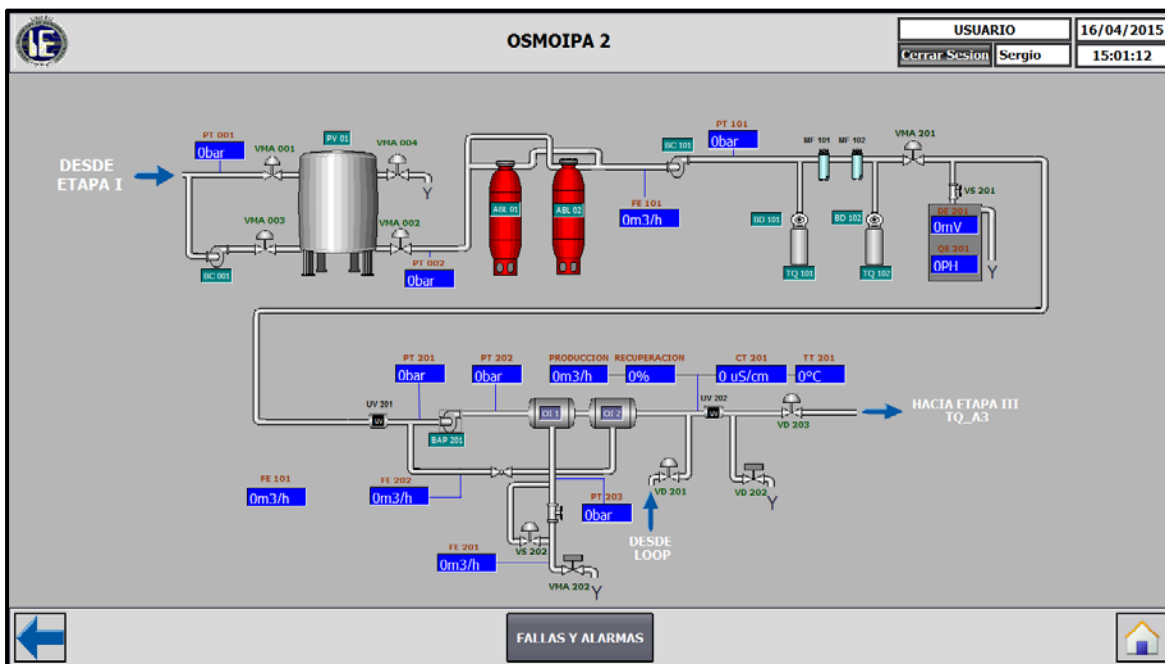 IE
OSMOIPA 2
USUARIO
16/04/2015
Cerrar Sesion
Sergio
15:01:12
DESDE
ETAPA I
PT 001
0bar
VMA 001
PV 01
VMA 004
Y
VMA 003
VMA 002
BC 001
PT 002
0bar
ABL 01
ABL 02
BC 101
PT 101
0bar
FE 101
0m3/h
MF 101
MF 102
VMA 201
BD 101
BD 102
TQ 101
TQ 102
VS 201
DE 201
0mV
QE 201
0PH
Y
PT 201
0bar
PT 202
0bar
PRODUCCION
0m3/h
RECUPERACION
0%
CT 201
0 uS/cm
TT 201
0ºC
UV 201
UV
BAP 201
OI 1
OI 2
UV 202
UV
VD 203
HACIA ETAPA III
TQ_A3
FE 101
0m3/h
FE 202
0m3/h
PT 203
0bar
VD 201
VD 202
Y
DESDE
LOOP
VS 202
FE 201
0m3/h
VMA 202
Y
FALLAS Y ALARMAS